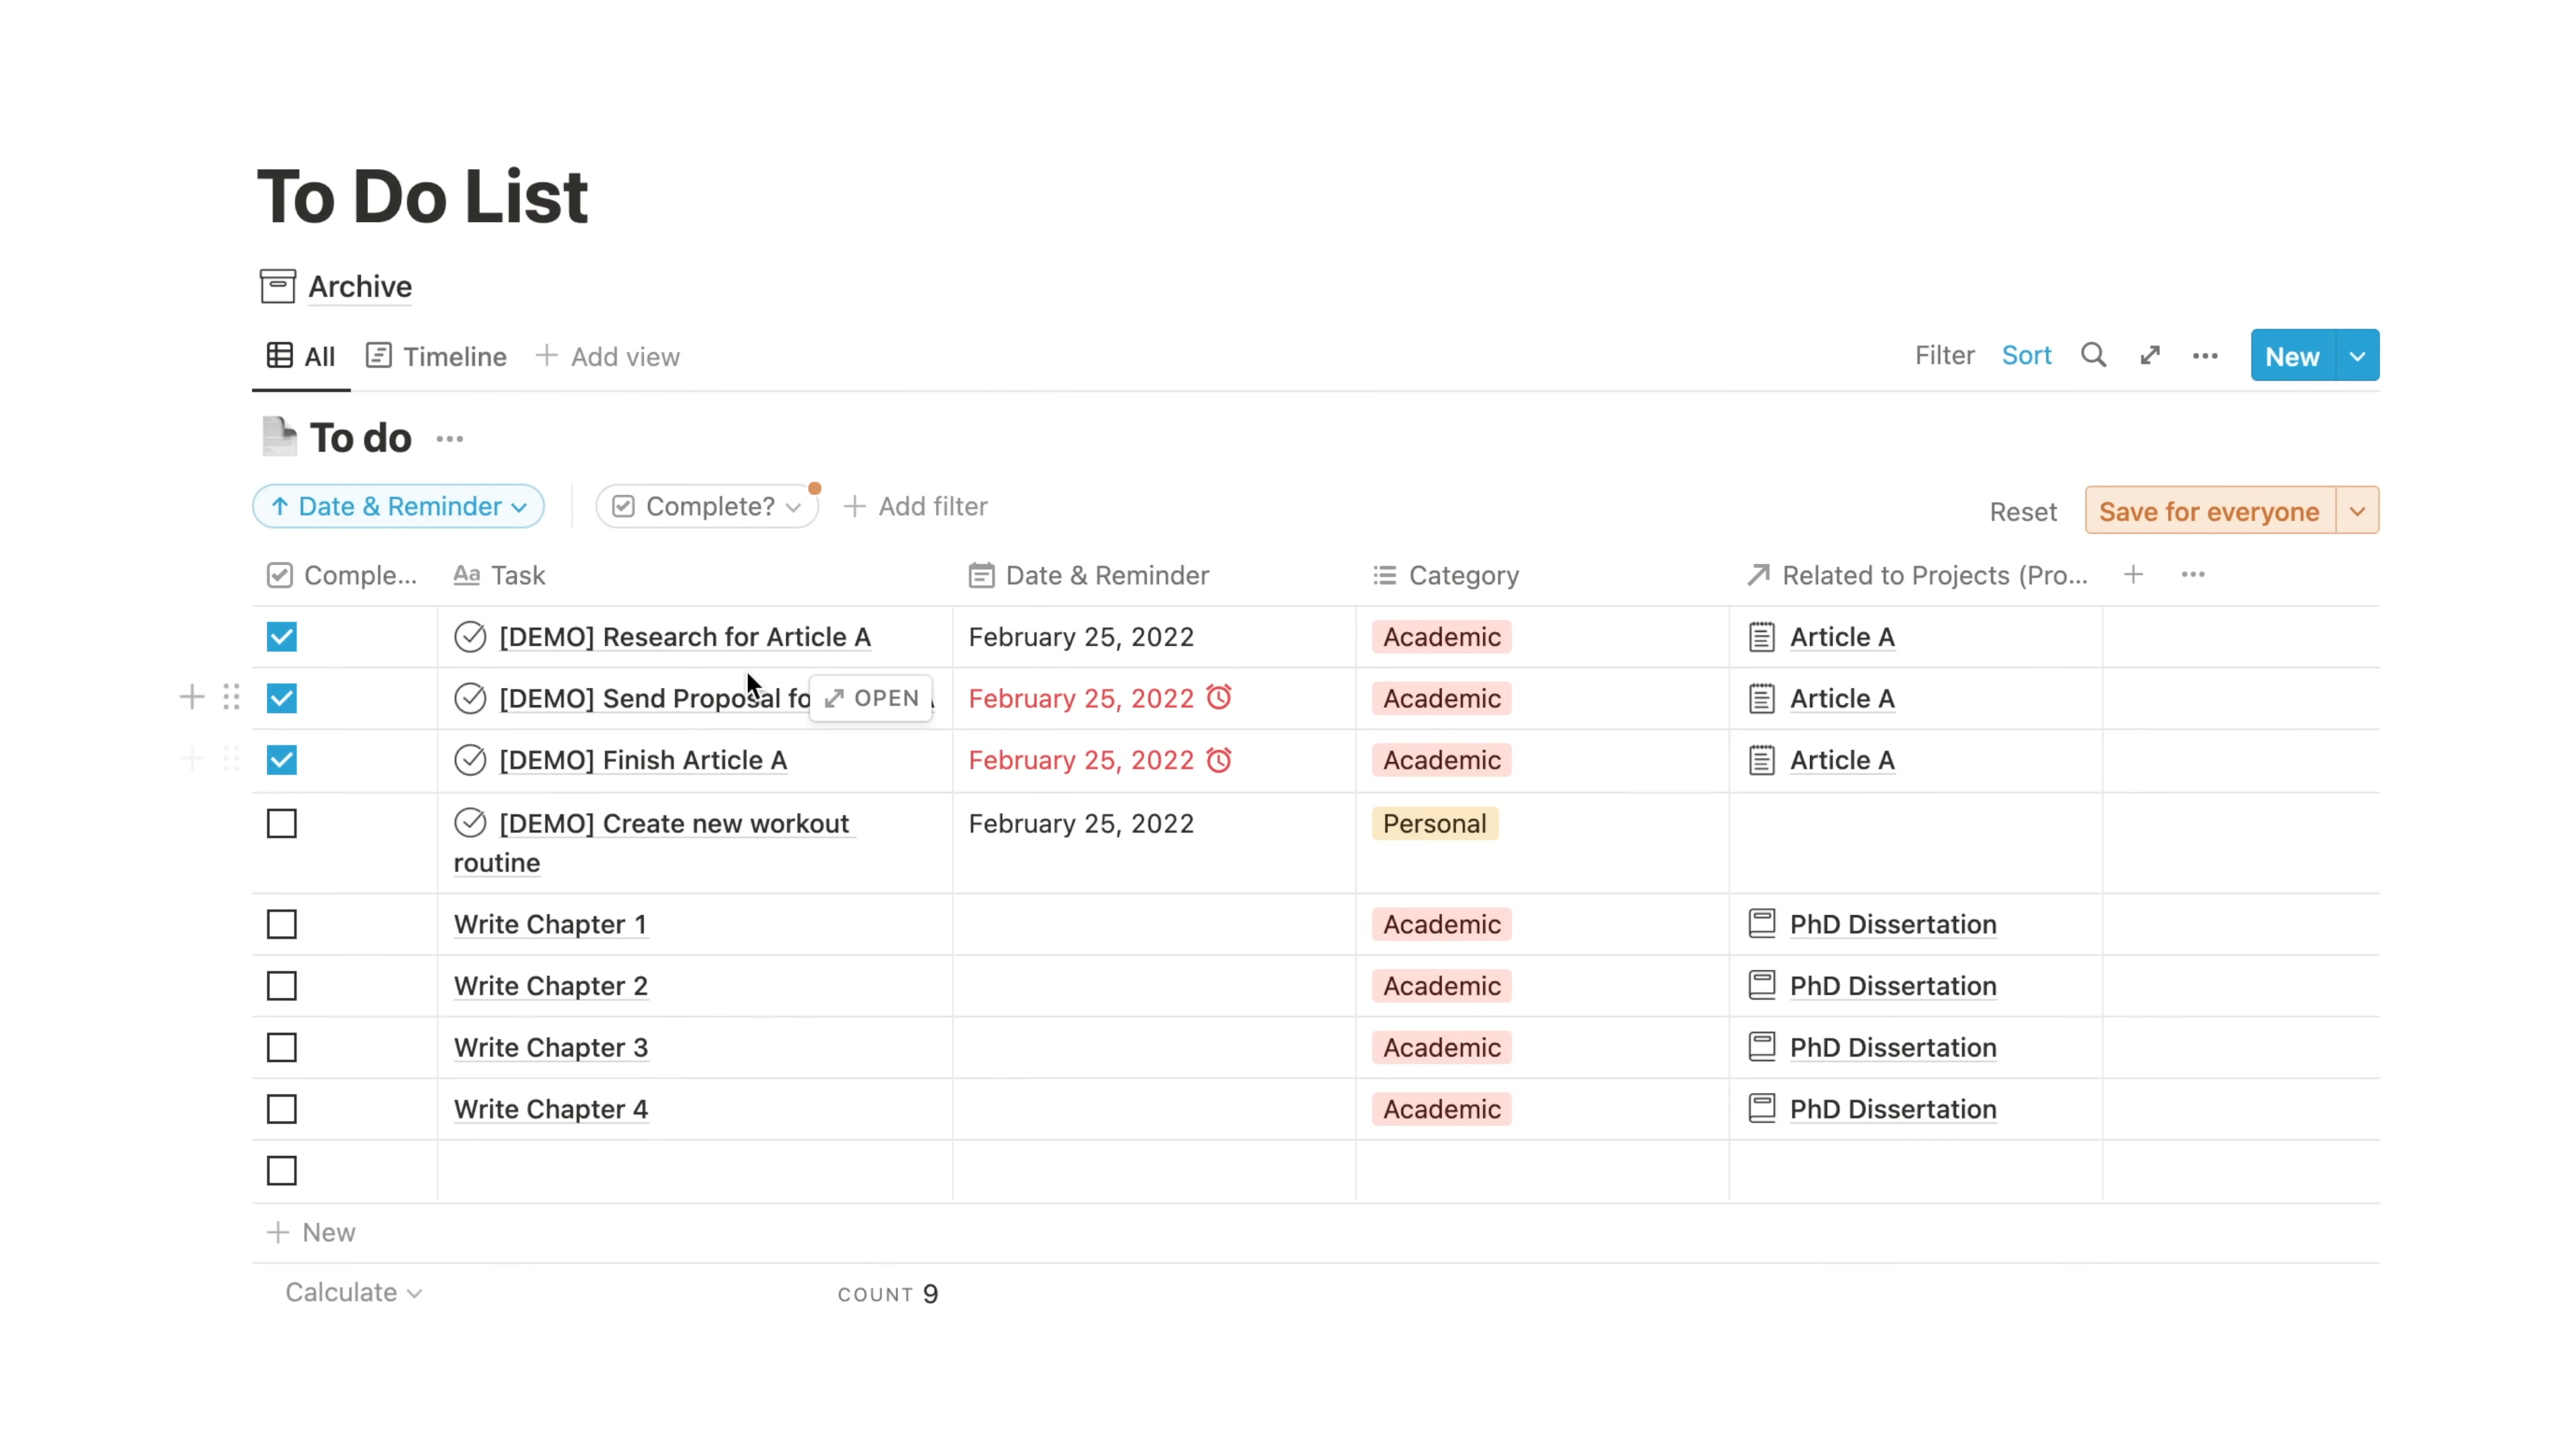 To Do List
Archive
All Timeline Add view Filter Sort New
To do
Date & Reminder Complete? Add filter Reset Save for everyone
Comple... Aa Task Date & Reminder Category Related to Projects (Pro...
[DEMO] Research for Article A February 25, 2022 Academic Article A
[DEMO] Send Proposal fo OPEN February 25, 2022 Academic Article A
[DEMO] Finish Article A February 25, 2022 Academic Article A
[DEMO] Create new workout February 25, 2022 Personal
routine
Write Chapter 1 Academic PhD Dissertation
Write Chapter 2 Academic PhD Dissertation
Write Chapter 3 Academic PhD Dissertation
Write Chapter 4 Academic PhD Dissertation
New
Calculate COUNT 9